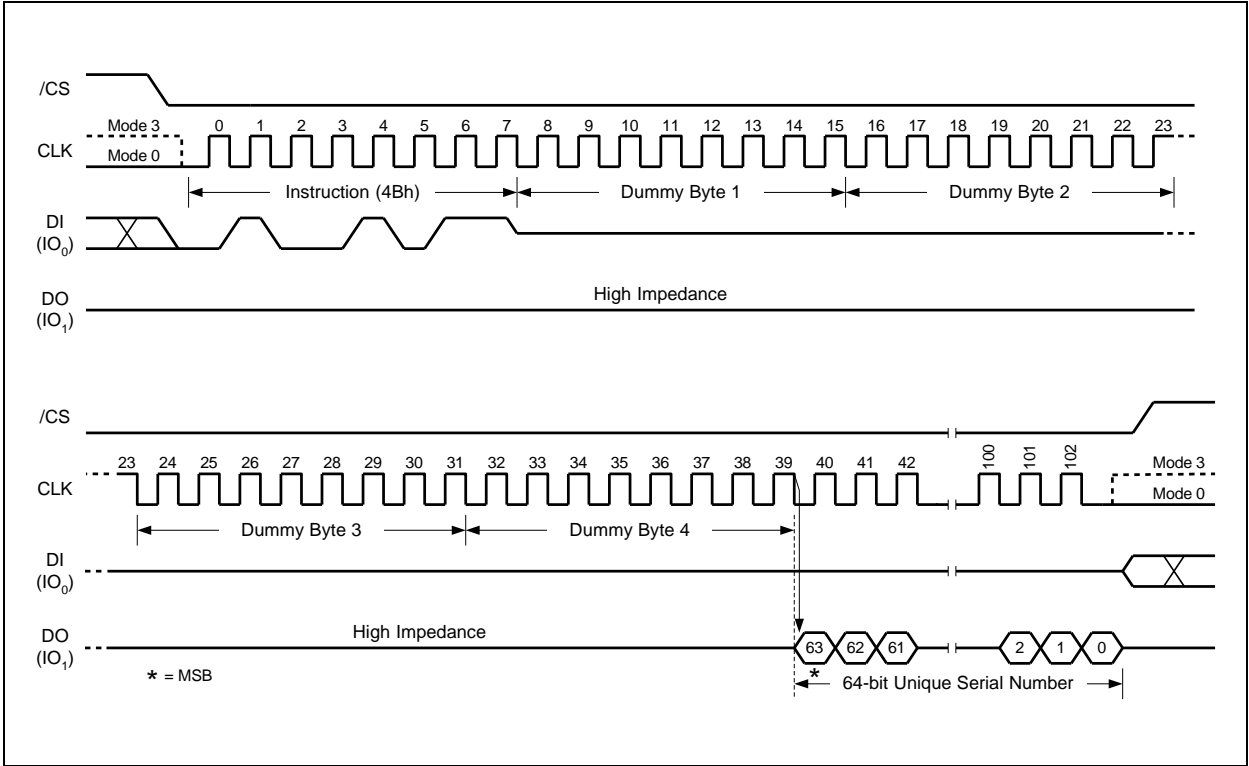 /CS
Mode 3
0 1 2 3 4 5 6 7 8 9 10 11 12 13 14 15 16 17 18 19 20 21 22 23
CLK
Mode 0
Instruction (4Bh) Dummy Byte 1 Dummy Byte 2
DI
(IO0)
High Impedance
DO
(IO1)
/CS
23 24 25 26 27 28 29 30 31 32 33 34 35 36 37 38 39 40 41 42 100 101 102
Mode 3
CLK
Mode 0
Dummy Byte 3 Dummy Byte 4
DI
(IO0)
High Impedance
DO
(IO1)
63 62 61 2 1 0
* = MSB
*
64-bit Unique Serial Number